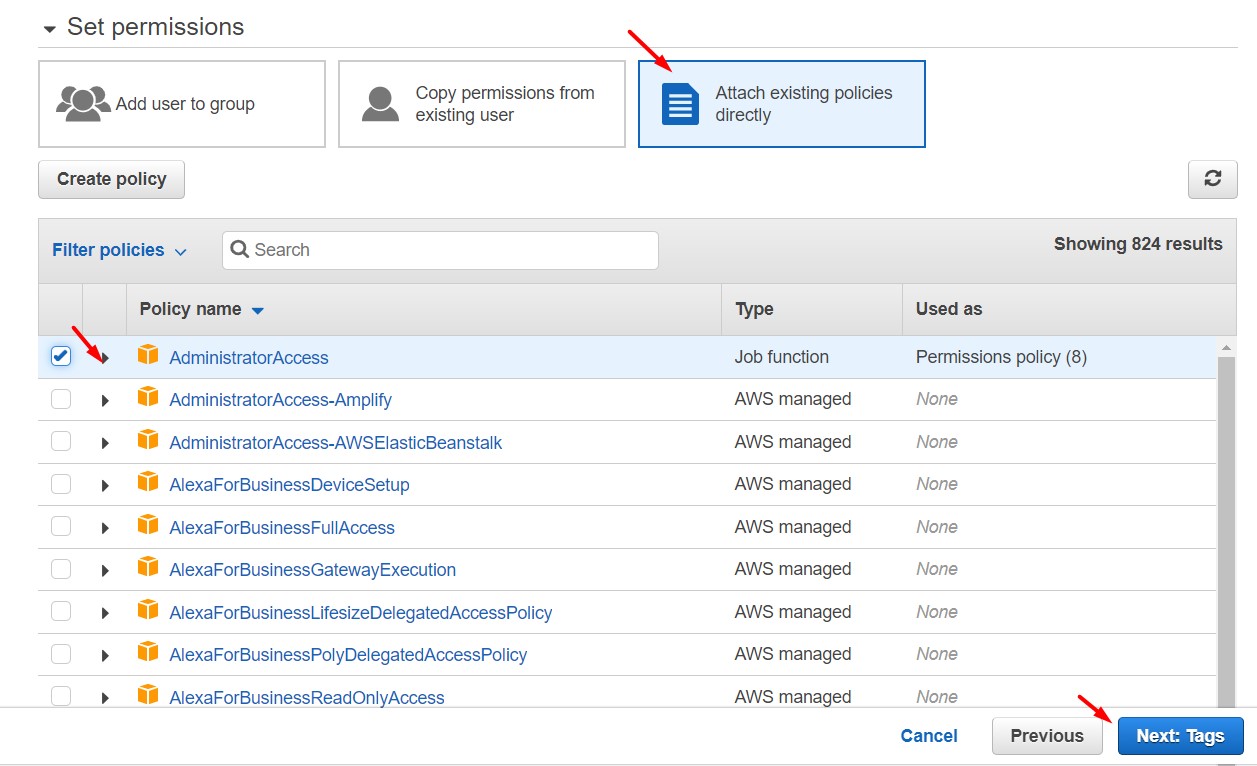 Set permissions
Add user to group
Copy permissions from
existing user
Attach existing policies
directly
Create policy
Filter policies
Search
Showing 824 results
Policy name Type Used as
AdministratorAccess Job function Permissions policy (8)
AdministratorAccess-Amplify AWS managed None
AdministratorAccess-AWSElasticBeanstalk AWS managed None
AlexaForBusinessDeviceSetup AWS managed None
AlexaForBusinessFullAccess AWS managed None
AlexaForBusinessGatewayExecution AWS managed None
AlexaForBusinessLifesizeDelegatedAccessPolicy AWS managed None
AlexaForBusinessPolyDelegatedAccessPolicy AWS managed None
AlexaForBusinessReadOnlyAccess AWS managed None
Cancel Previous Next: Tags